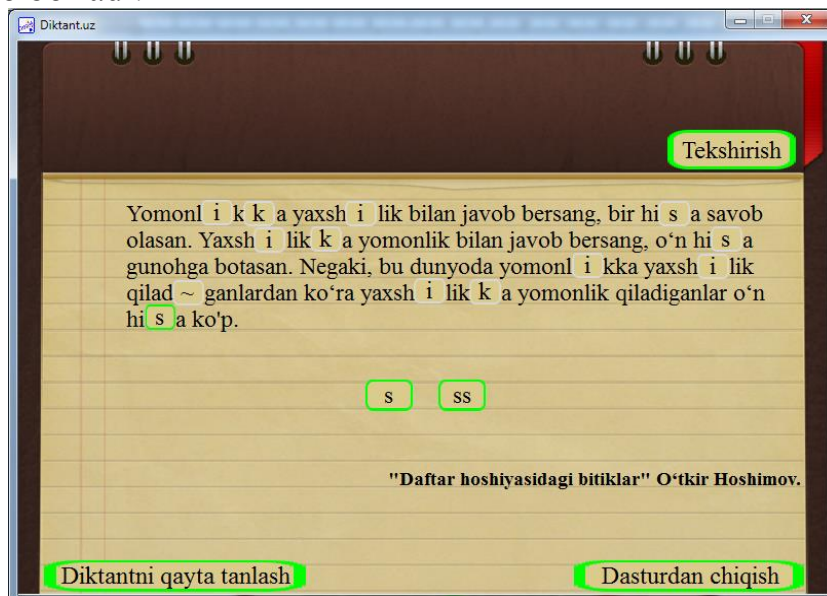 Diktant.uz
Tekshirish
Yomonl i k k a yaxsh i lik bilan javob bersang, bir hi s a savob
olasan. Yaxsh i lik k a yomonlik bilan javob bersang, o‘n hi s a
gunohga botasan. Negaki, bu dunyoda yomonl i kka yaxsh i lik
qilad ~ ganlardan ko‘ra yaxsh i lik k a yomonlik qiladiganlar o‘n
hi s a ko'p.
s ss
"Daftar hoshiyasidagi bitiklar" O‘tkir Hoshimov.
Diktantni qayta tanlash Dasturdan chiqish